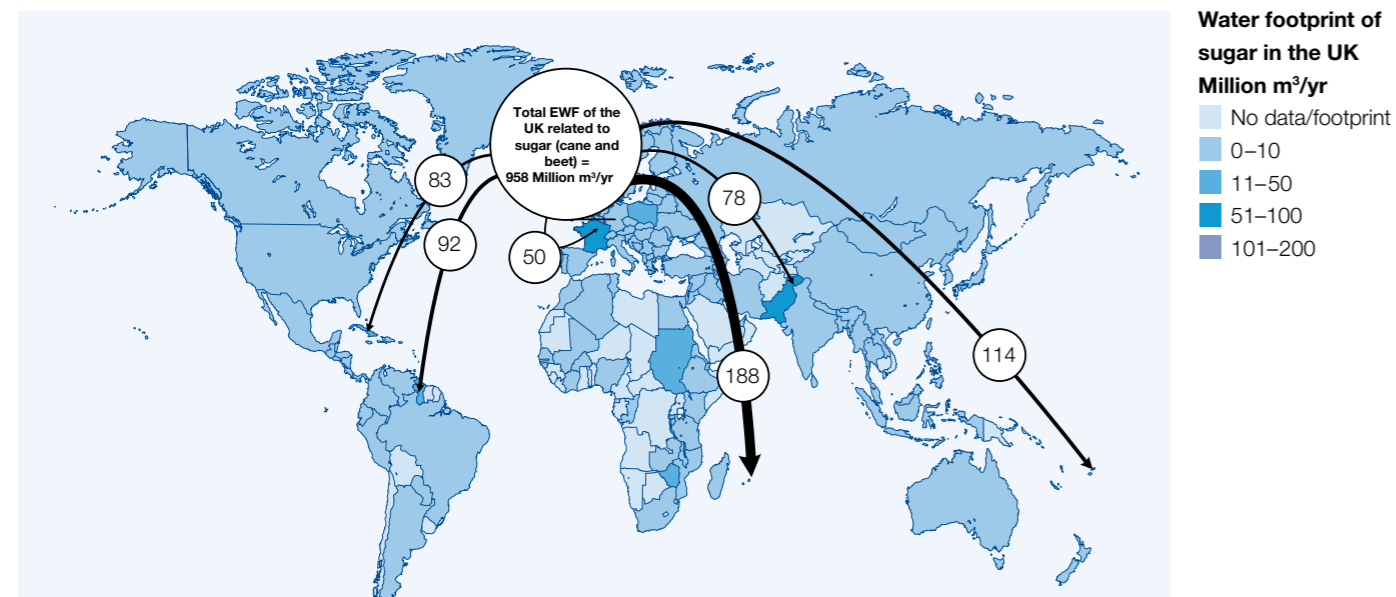 Total EWF of the
UK related to
sugar (cane and
beet) =
958 Million m³/yr
83
92
50
78
188
114
Water footprint of
sugar in the UK
Million m³/yr
No data/footprint
0–10
11–50
51–100
101–200